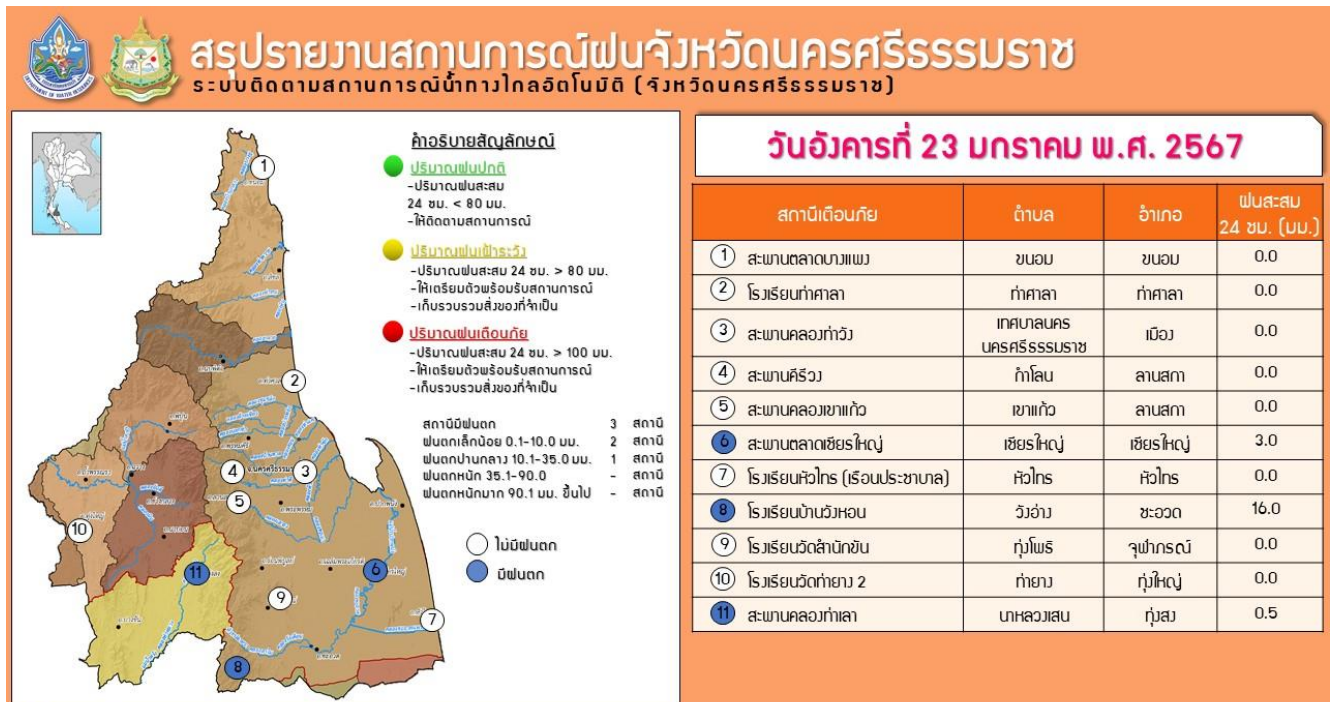 สรุปรายงานสถานการณ์ฝนจังหวัดนครศรีธรรมราช
ระบบติดตามสถานการณ์น้ำทางไกลอัตโนมัติ (จังหวัดนครศรีธรรมราช)
คำอธิบายสัญลักษณ์
ปริมาณฝนปกติ
-ปริมาณฝนสะสม
24 ชม. < 80 มม.
-ให้ติดตามสถานการณ์
ปริมาณฝนเฝ้าระวัง
-ปริมาณฝนสะสม 24 ชม. > 80 มม.
-ให้เตรียมตัวพร้อมรับสถานการณ์
-เก็บรวบรวมสิ่งของที่จำเป็น
ปริมาณฝนเตือนภัย
-ปริมาณฝนสะสม 24 ชม. > 100 มม.
-ให้เตรียมตัวพร้อมรับสถานการณ์
-เก็บรวบรวมสิ่งของที่จำเป็น
สถานีมีฝนตก 3 สถานี
ฝนตกเล็กน้อย 0.1-10.0 มม. 2 สถานี
ฝนตกปานกลาง 10.1-35.0 มม. 1 สถานี
ฝนตกหนัก 35.1-90.0 - สถานี
ฝนตกหนักมาก 90.1 มม. ขึ้นไป - สถานี
ไม่มีฝนตก
มีฝนตก
1
2
4
3
5
10
11
6
9
7
8
วันอังคารที่ 23 มกราคม พ.ศ. 2567
สถานีเตือนภัย ตำบล อำเภอ ฝนสะสม
24 ชม. (มม.)
1 สะพานตลาดบางแพง ขนอม ขนอม 0.0
2 โรงเรียนท่าศาลา ท่าศาลา ท่าศาลา 0.0
3 สะพานคลองท่าวัง เทศบาลนคร เมือง 0.0
นครศรีธรรมราช
4 สะพานคีรีวง กำโลน ลานสกา 0.0
5 สะพานคลองเขาแก้ว เขาแก้ว ลานสกา 0.0
6 สะพานตลาดเชียรใหญ่ เชียรใหญ่ เชียรใหญ่ 3.0
7 โรงเรียนหัวไทร (เรือนประชาบาล) หัวไทร หัวไทร 0.0
8 โรงเรียนบ้านวังหอน วังอ่าง ชะอวด 16.0
9 โรงเรียนวัดสำนักขัน ทุ่งโพธิ จุฬาภรณ์ 0.0
10 โรงเรียนวัดท่ายาง 2 ท่ายาง ทุ่งใหญ่ 0.0
11 สะพานคลองท่าเลา นาหลวงเสน ทุ่งสง 0.5